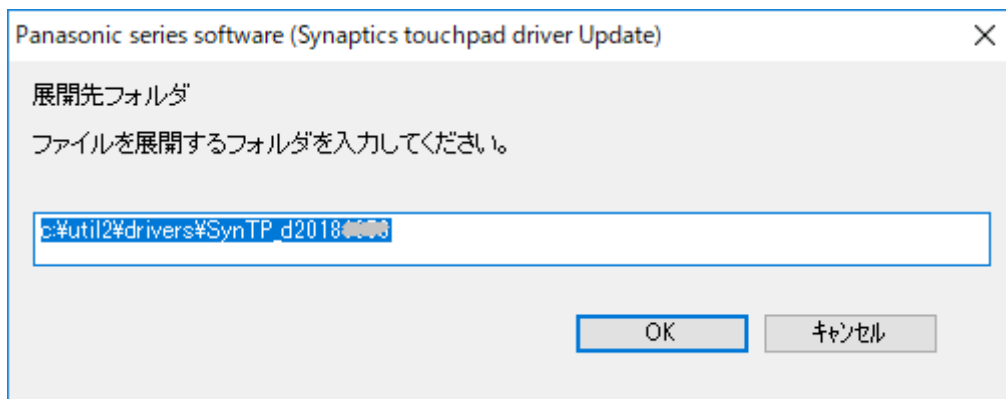 Panasonic series software (Synaptics touchpad driver Update)
展開先フォルダ
ファイルを展開するフォルダを入力してください。
c:¥util2¥drivers¥SynTP_d2018
OK
キャンセル